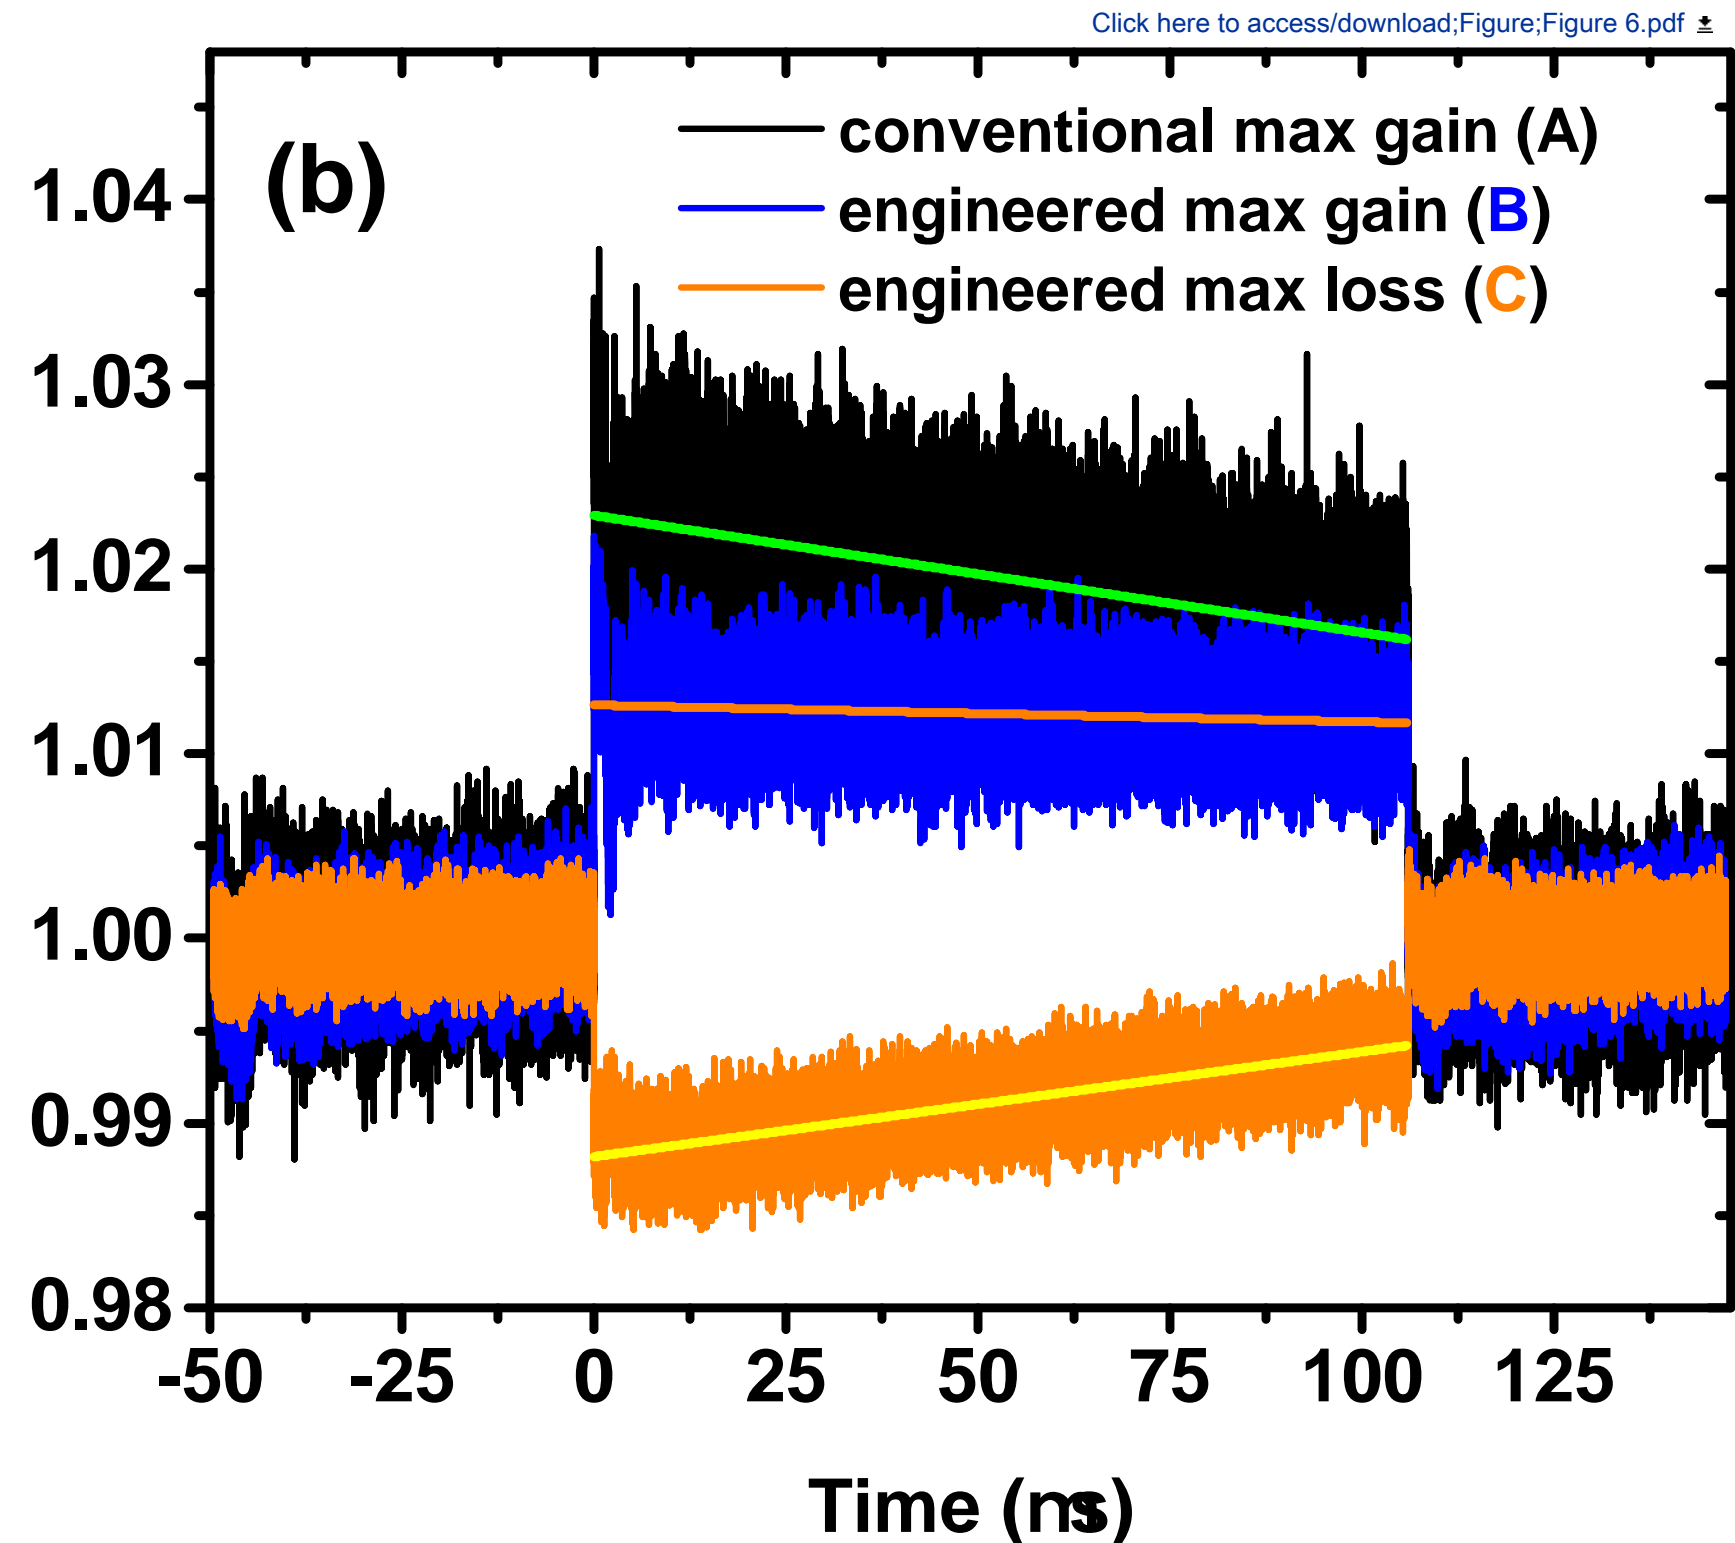 Click here to access/download;Figure;Figure 6.pdf
(b)
conventional max gain (A)
engineered max gain (B)
engineered max loss (C)
1.04
1.03
1.02
1.01
1.00
0.99
0.98
-50 -25 0 25 50 75 100 125
Time